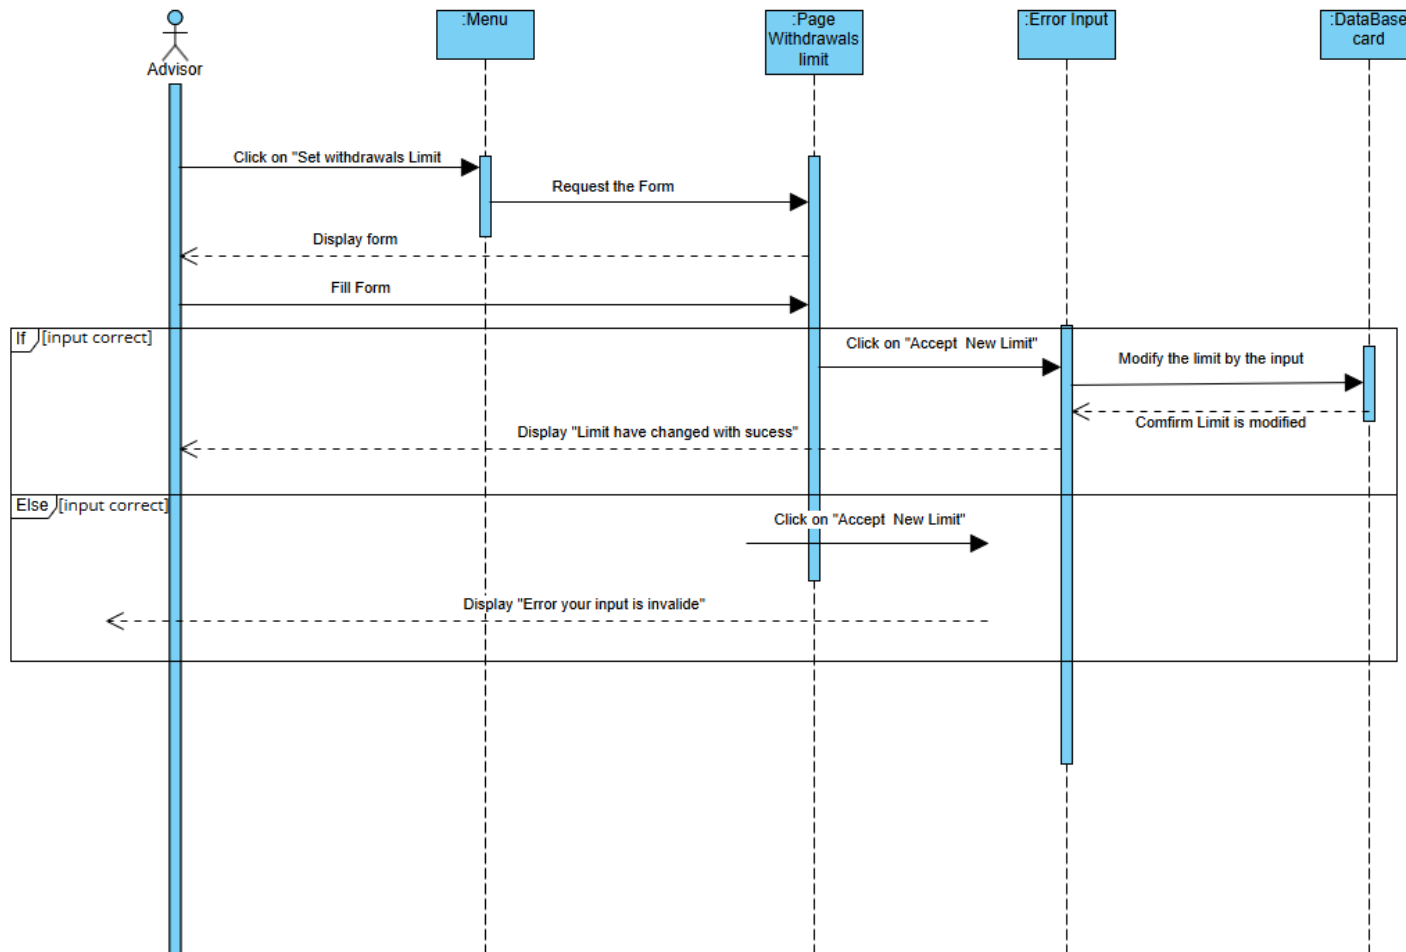 :Menu
:Page
Withdrawals
limit
:Error Input
:DataBase
card
Advisor
Click on "Set withdrawals Limit
Request the Form
Display form
Fill Form
If [input correct]
Click on "Accept New Limit"
Modify the limit by the input
Comfirm Limit is modified
Display "Limit have changed with sucess"
Else [input correct]
Click on "Accept New Limit"
Display "Error your input is invalide"